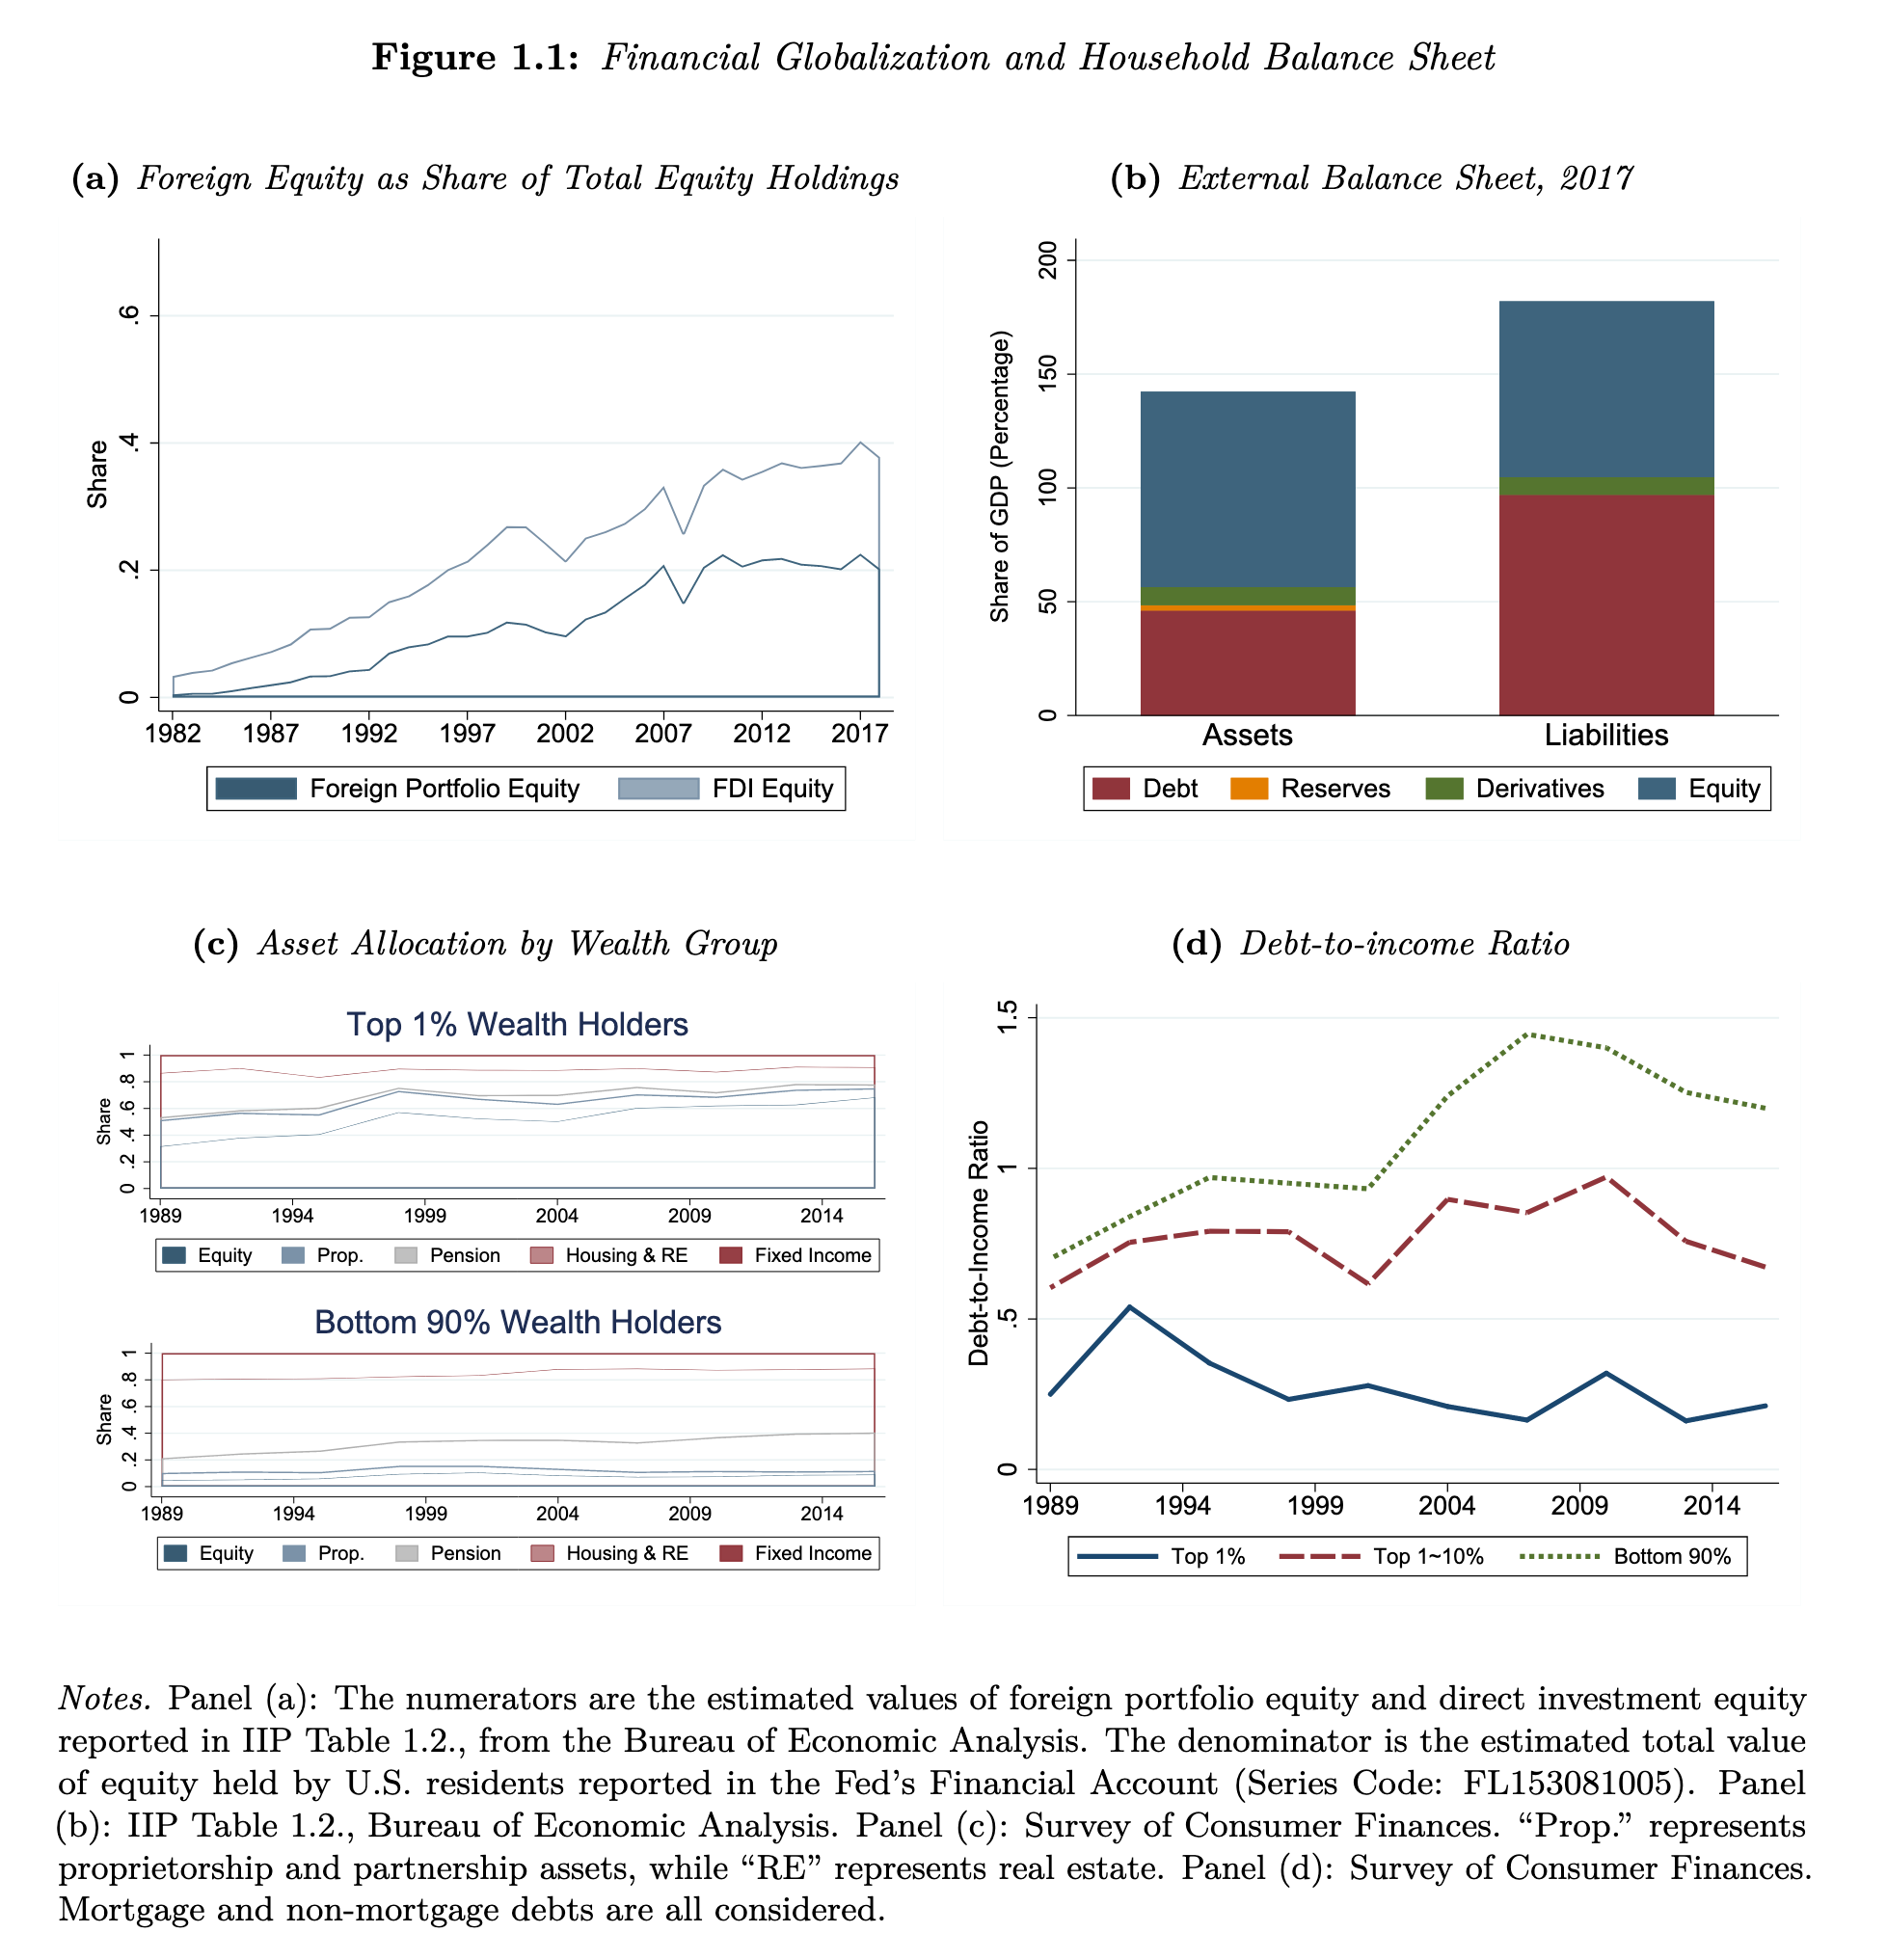 Figure 1.1: Financial Globalization and Household Balance Sheet
(a) Foreign Equity as Share of Total Equity Holdings
Share
.6
.4
.2
0
1982 1987 1992 1997 2002 2007 2012 2017
Foreign Portfolio Equity FDI Equity
(b) External Balance Sheet, 2017
Share of GDP (Percentage)
200
150
100
50
0
Assets Liabilities
Debt Reserves Derivatives Equity
(c) Asset Allocation by Wealth Group
Top 1% Wealth Holders
Share
1
.8
.6
.4
.2
0
1989 1994 1999 2004 2009 2014
Equity Prop. Pension Housing & RE Fixed Income
Bottom 90% Wealth Holders
Share
1
.8
.6
.4
.2
0
1989 1994 1999 2004 2009 2014
Equity Prop. Pension Housing & RE Fixed Income
(d) Debt-to-income Ratio
Debt-to-Income Ratio
1.5
1
.5
0
1989 1994 1999 2004 2009 2014
Top 1% Top 1~10% Bottom 90%
Notes. Panel (a): The numerators are the estimated values of foreign portfolio equity and direct investment equity
reported in IIP Table 1.2., from the Bureau of Economic Analysis. The denominator is the estimated total value
of equity held by U.S. residents reported in the Fed's Financial Account (Series Code: FL153081005). Panel
(b): IIP Table 1.2., Bureau of Economic Analysis. Panel (c): Survey of Consumer Finances. “Prop.” represents
proprietorship and partnership assets, while “RE” represents real estate. Panel (d): Survey of Consumer Finances.
Mortgage and non-mortgage debts are all considered.